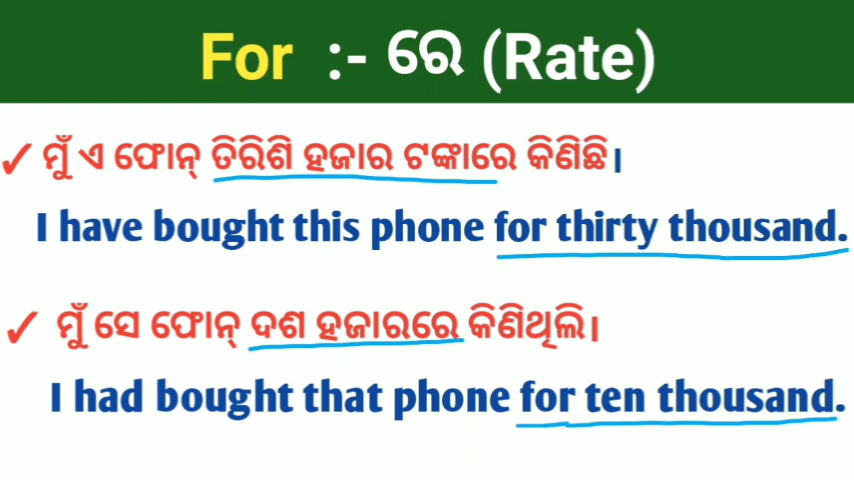 For :- ରେ (Rate)
✓ ମୁଁ ଏ ଫୋନ୍ ତିରିଶି ହଜାର ଟଙ୍କାରେ କିଣିଛି।
I have bought this phone for thirty thousand.
✓ ମୁଁ ସେ ଫୋନ୍ ଦଶ ହଜାରରେ କିଣିଥିଲି।
I had bought that phone for ten thousand.